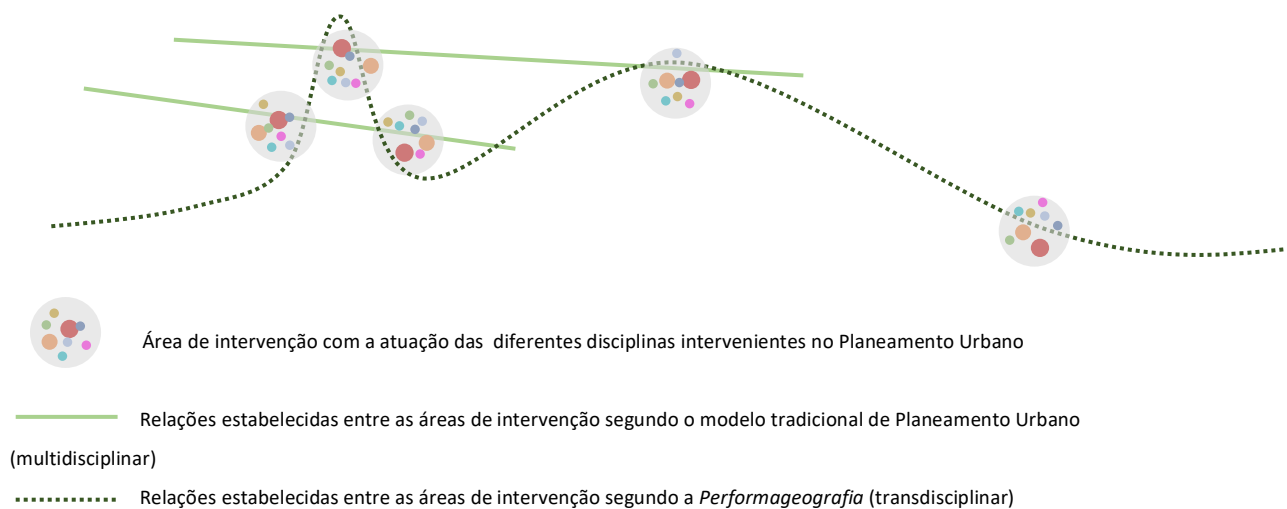 Área de intervenção com a atuação das diferentes disciplinas intervenientes no Planeamento Urbano
Relações estabelecidas entre as áreas de intervenção segundo o modelo tradicional de Planeamento Urbano
(multidisciplinar)
Relações estabelecidas entre as áreas de intervenção segundo a Performageografia (transdisciplinar)